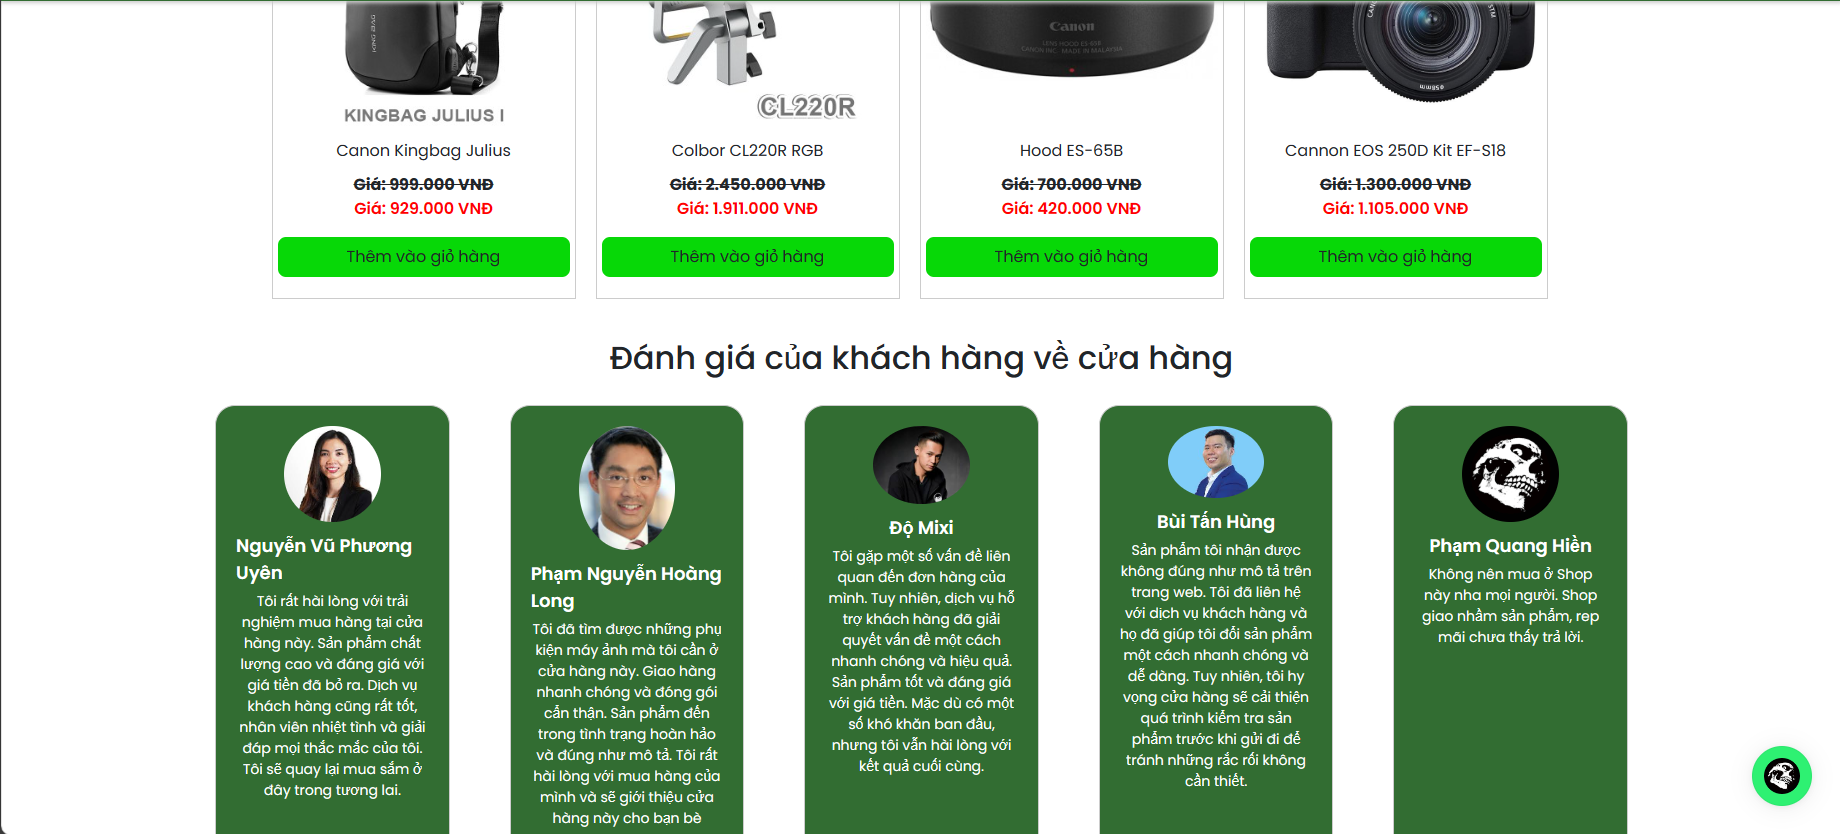 KING BAG
KINGBAG JULIUS I
CL220R
Canon
LENS HOOD ES-65B
CANON INC. MADE IN MALAYSIA
CAN
STM
ø58mm
Canon Kingbag Julius
Giá: 999.000 VNĐ
Giá: 929.000 VNĐ
Thêm vào giỏ hàng
Colbor CL220R RGB
Giá: 2.450.000 VNĐ
Giá: 1.911.000 VNĐ
Thêm vào giỏ hàng
Hood ES-65B
Giá: 700.000 VNĐ
Giá: 420.000 VNĐ
Thêm vào giỏ hàng
Cannon EOS 250D Kit EF-S18
Giá: 1.300.000 VNĐ
Giá: 1.105.000 VNĐ
Thêm vào giỏ hàng
Đánh giá của khách hàng về cửa hàng
Nguyễn Vũ Phương
Uyên
Tôi rất hài lòng với trải
nghiệm mua hàng tại cửa
hàng này. Sản phẩm chất
lượng cao và đáng giá với
giá tiền đã bỏ ra. Dịch vụ
khách hàng cũng rất tốt,
nhân viên nhiệt tình và giải
đáp mọi thắc mắc của tôi.
Tôi sẽ quay lại mua sắm ở
đây trong tương lai.
Phạm Nguyễn Hoàng
Long
Tôi đã tìm được những phụ
kiện máy ảnh mà tôi cần ở
cửa hàng này. Giao hàng
nhanh chóng và đóng gói
cẩn thận. Sản phẩm đến
trong tình trạng hoàn hảo
và đúng như mô tả. Tôi rất
hài lòng với mua hàng của
mình và sẽ giới thiệu cửa
hàng này cho bạn bè
Độ Mixi
Tôi gặp một số vấn đề liên
quan đến đơn hàng của
mình. Tuy nhiên, dịch vụ hỗ
trợ khách hàng đã giải
quyết vấn đề một cách
nhanh chóng và hiệu quả.
Sản phẩm tốt và đáng giá
với giá tiền. Mặc dù có một
số khó khăn ban đầu,
nhưng tôi vẫn hài lòng với
kết quả cuối cùng.
Bùi Tấn Hùng
Sản phẩm tôi nhận được
không đúng như mô tả trên
trang web. Tôi đã liên hệ
với dịch vụ khách hàng và
họ đã giúp tôi đổi sản phẩm
một cách nhanh chóng và
dễ dàng. Tuy nhiên, tôi hy
vọng cửa hàng sẽ cải thiện
quá trình kiểm tra sản
phẩm trước khi gửi đi để
tránh những rắc rối không
cần thiết.
Phạm Quang Hiền
Không nên mua ở Shop
này nha mọi người. Shop
giao nhầm sản phẩm, rep
mãi chưa thấy trả lời.